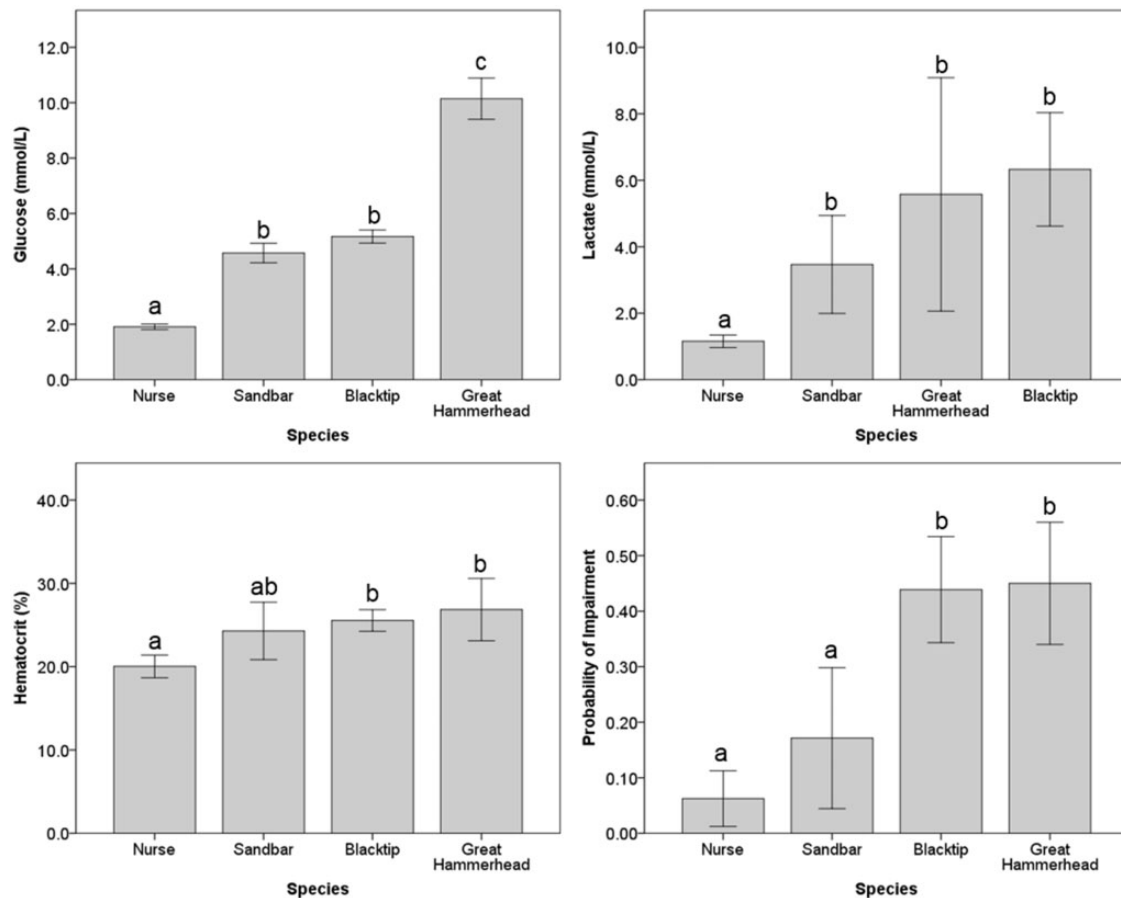 Glucose (mmol/L)
12.0
10.0
8.0
6.0
4.0
2.0
0.0
a
b
b
c
Nurse
Sandbar
Blacktip
Great
Hammerhead
Species
Lactate (mmol/L)
10.0
8.0
6.0
4.0
2.0
0.0
a
b
b
b
Nurse
Sandbar
Great
Hammerhead
Blacktip
Species
Hematocrit (%)
40.0
30.0
20.0
10.0
0.0
a
ab
b
b
Nurse
Sandbar
Blacktip
Great
Hammerhead
Species
Probability of Impairment
0.60
0.50
0.40
0.30
0.20
0.10
0.00
a
a
b
b
Nurse
Sandbar
Blacktip
Great
Hammerhead
Species